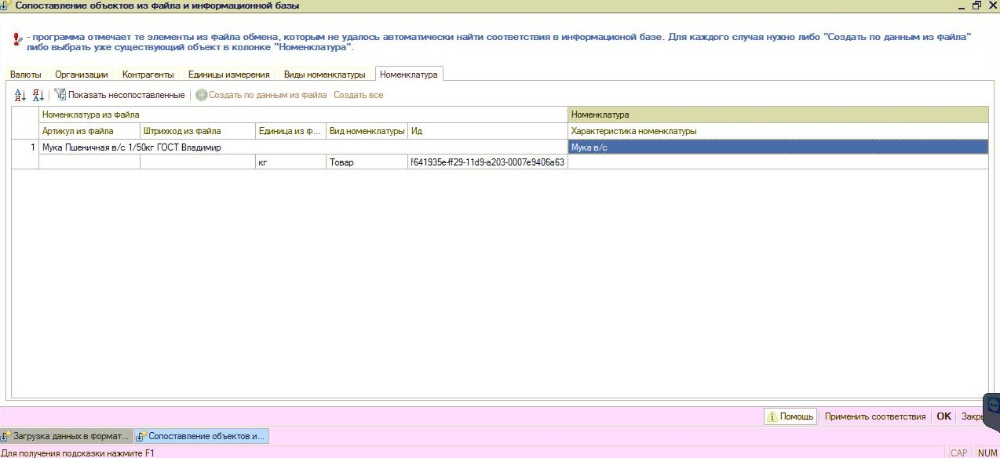 Сопоставление объектов из файла и информационной базы
- программа отмечает те элементы из файла обмена, которым не удалось автоматически найти соответствия в информационой базе. Для каждого случая нужно либо "Создать по данным из файла"
либо выбрать уже существующий объект в колонке "Номенклатура".
Валюты Организации Контрагенты Единицы измерения Виды номенклатуры Номенклатура
Показать несопоставленные Создать по данным из файла Создать все
Номенклатура из файла Номенклатура
Артикул из файла Штрихкод из файла Единица из ф... Вид номенклатуры Ид Характеристика номенклатуры
1 Мука Пшеничная в/с 1/50кг ГОСТ Владимир Мука в/с
кг Товар f641935e-ff29-11d9-a203-0007e9406a63
Помощь Применить соответствия OK Закры
Загрузка данных в формат... Сопоставление объектов и...
Для получения подсказки нажмите F1 CAP NUM